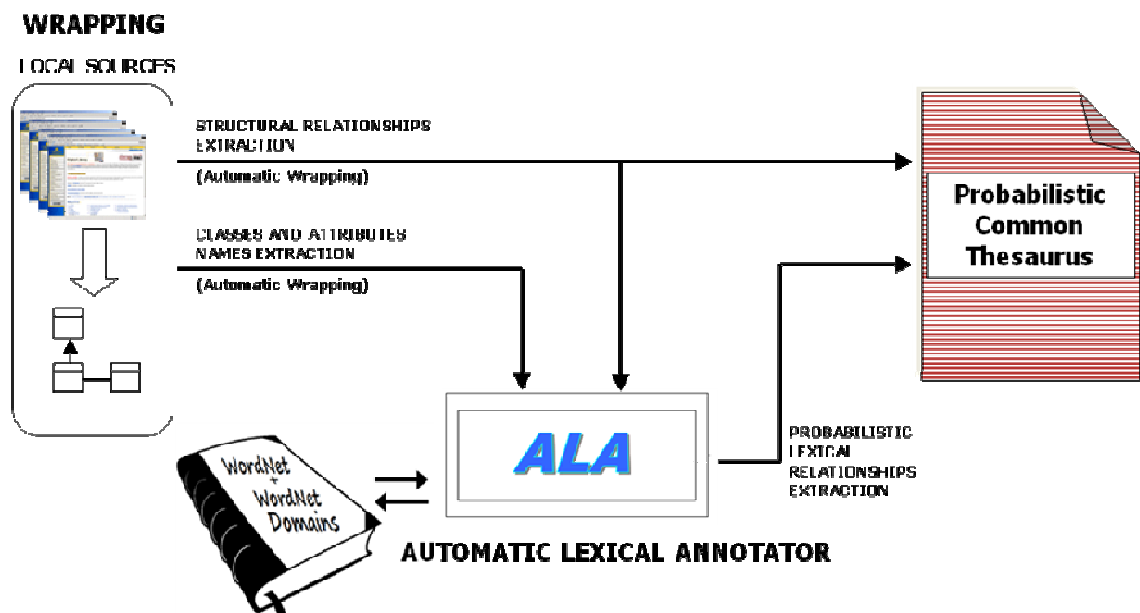 WRAPPING
LOCAL SOURCES
STRUCTURAL RELATIONSHIPS
EXTRACTION
(Automatic Wrapping)
CLASSES AND ATTRIBUTES
NAMES EXTRACTION
(Automatic Wrapping)
Probabilistic
Common
Thesaurus
ALA
PROBABILISTIC
LEXICAL
RELATIONSHIPS
EXTRACTION
WordNet
+
WordNet
Domains
AUTOMATIC LEXICAL ANNOTATOR